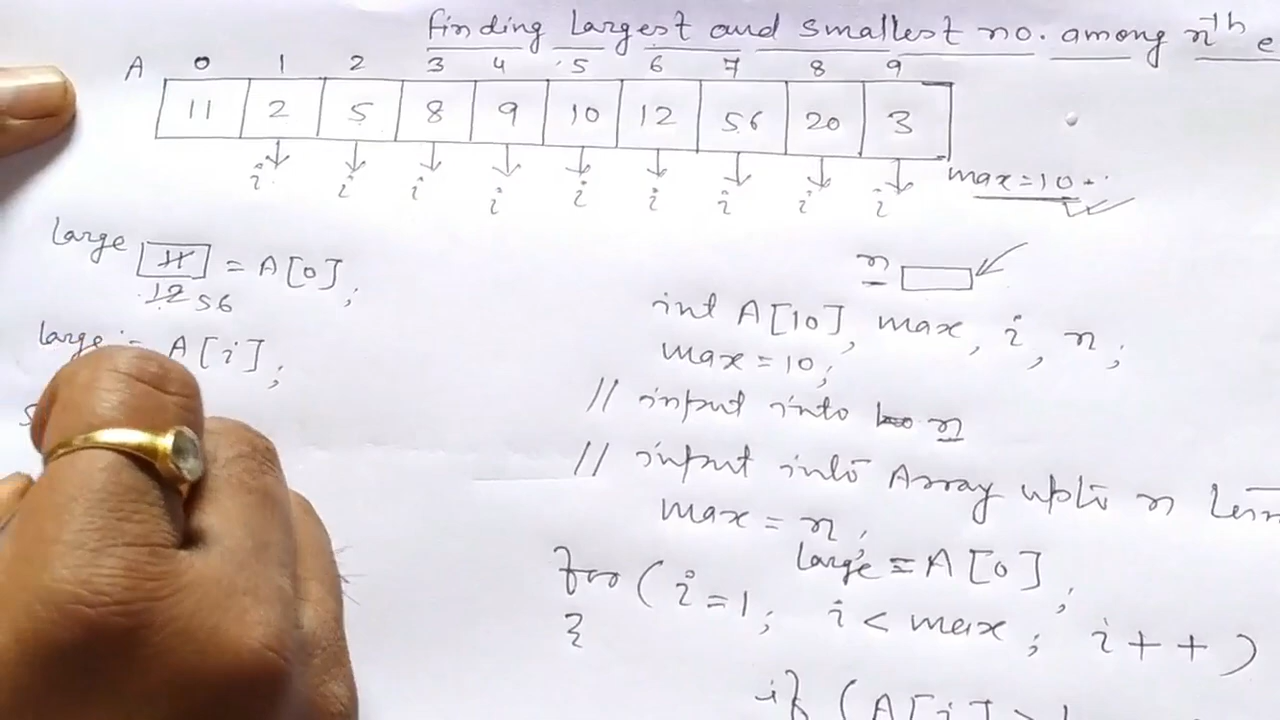 Finding Largest and Smallest no. among nth e
A 0 1 2 3 4 5 6 7 8 9
11 2 5 8 9 10 12 56 20 3
i i i i i i i i i
max = 10
Large 11 = A[0];
12 56
large = A[i];
S
n
int A[10], max, i, n;
max = 10;
// input into n
// input into Array upto n
max = n;
large = A[0];
for (i=1; i < max; i++)
{
if (A[i] >